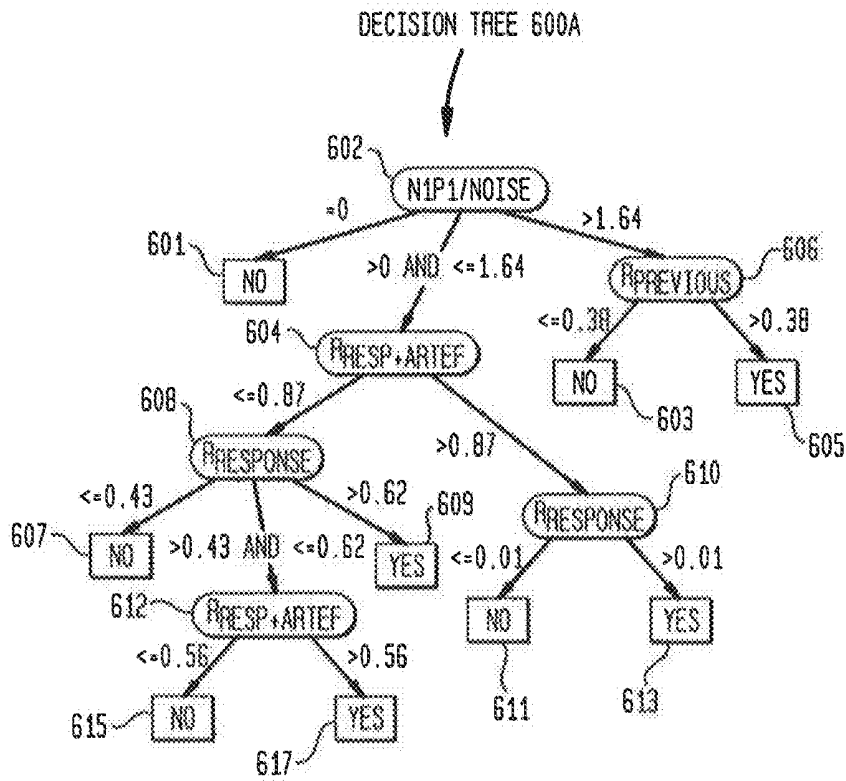 DECISION TREE 600A
602
N1P1/NOISE
=0
>1.64
601
NO
>0 AND <=1.64
RPREVIOUS
606
604
<=0.38
>0.38
RRESP+ARTEF
NO
YES
608
<=0.87
603
605
>0.87
RRESPONSE
610
<=0.43
>0.62
609
RRESPONSE
607
NO
>0.43 AND <=0.62
YES
<=0.01
>0.01
612
RRESP+ARTEF
NO
YES
<=0.56
>0.56
611
613
615
NO
YES
617